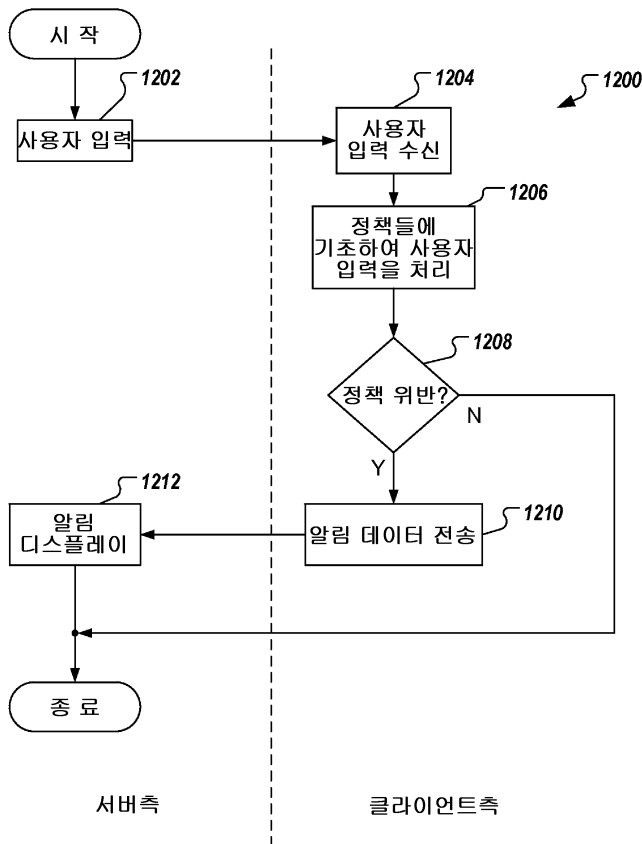 시 작
1202
1204
1200
사용자 입력
사용자
입력 수신
1206
정책들에
기초하여 사용자
입력을 처리
1208
정책 위반?
N
Y
1212
1210
알림
디스플레이
알림 데이터 전송
종 료
서버측
클라이언트측